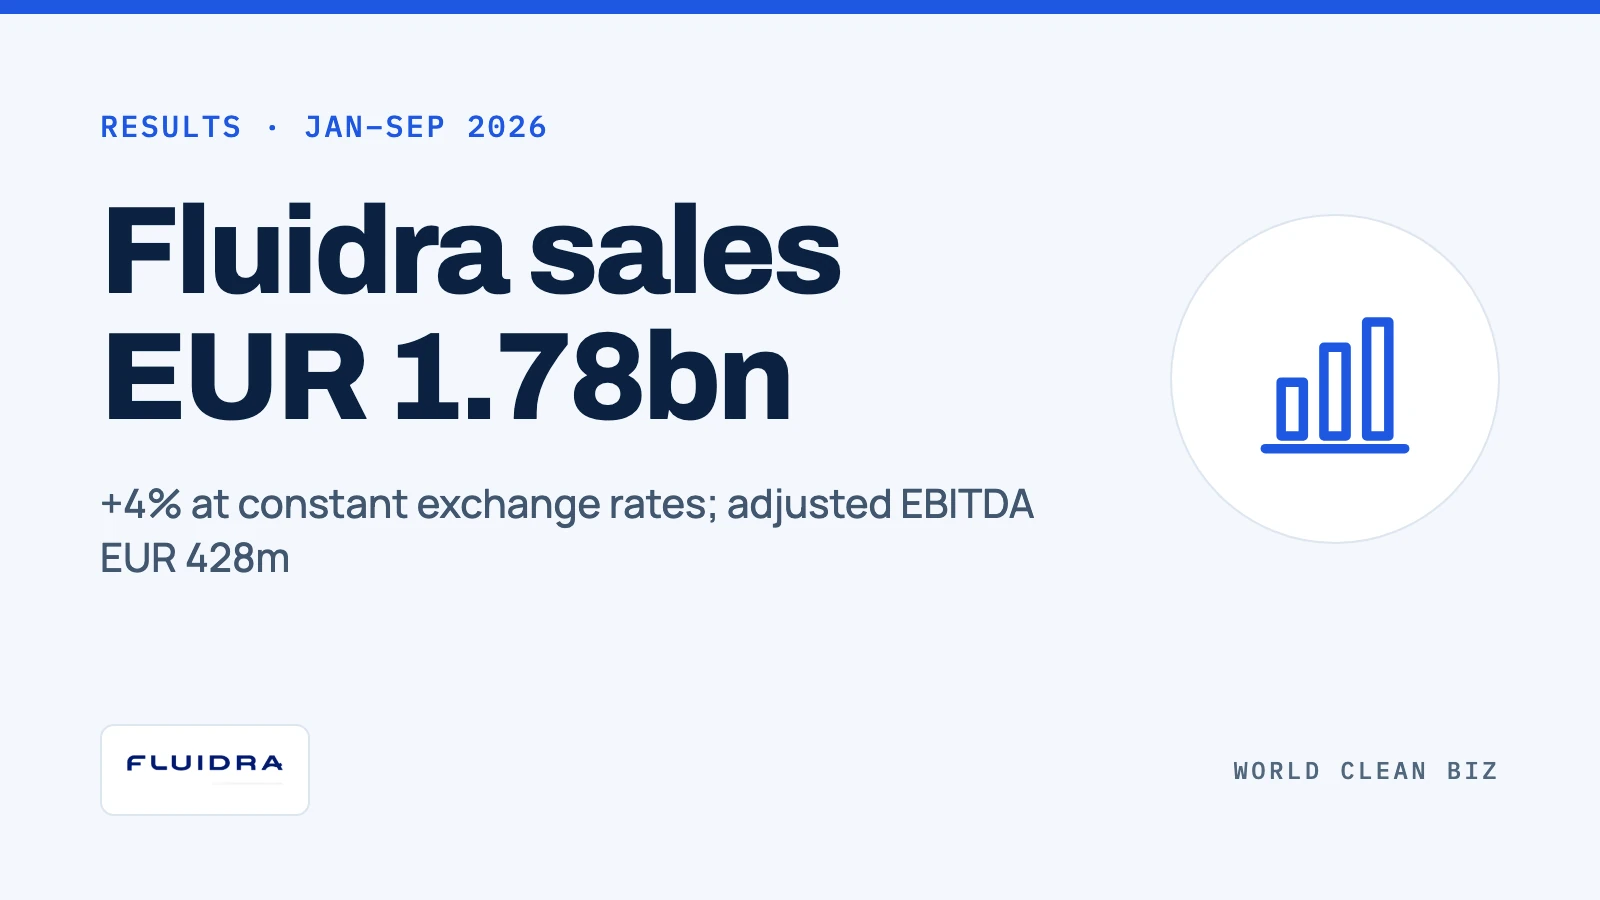 RESULTS · JAN–SEP 2026
Fluidra sales
EUR 1.78bn
+4% at constant exchange rates; adjusted EBITDA
EUR 428m
FLUIDRA
WORLD CLEAN BIZ